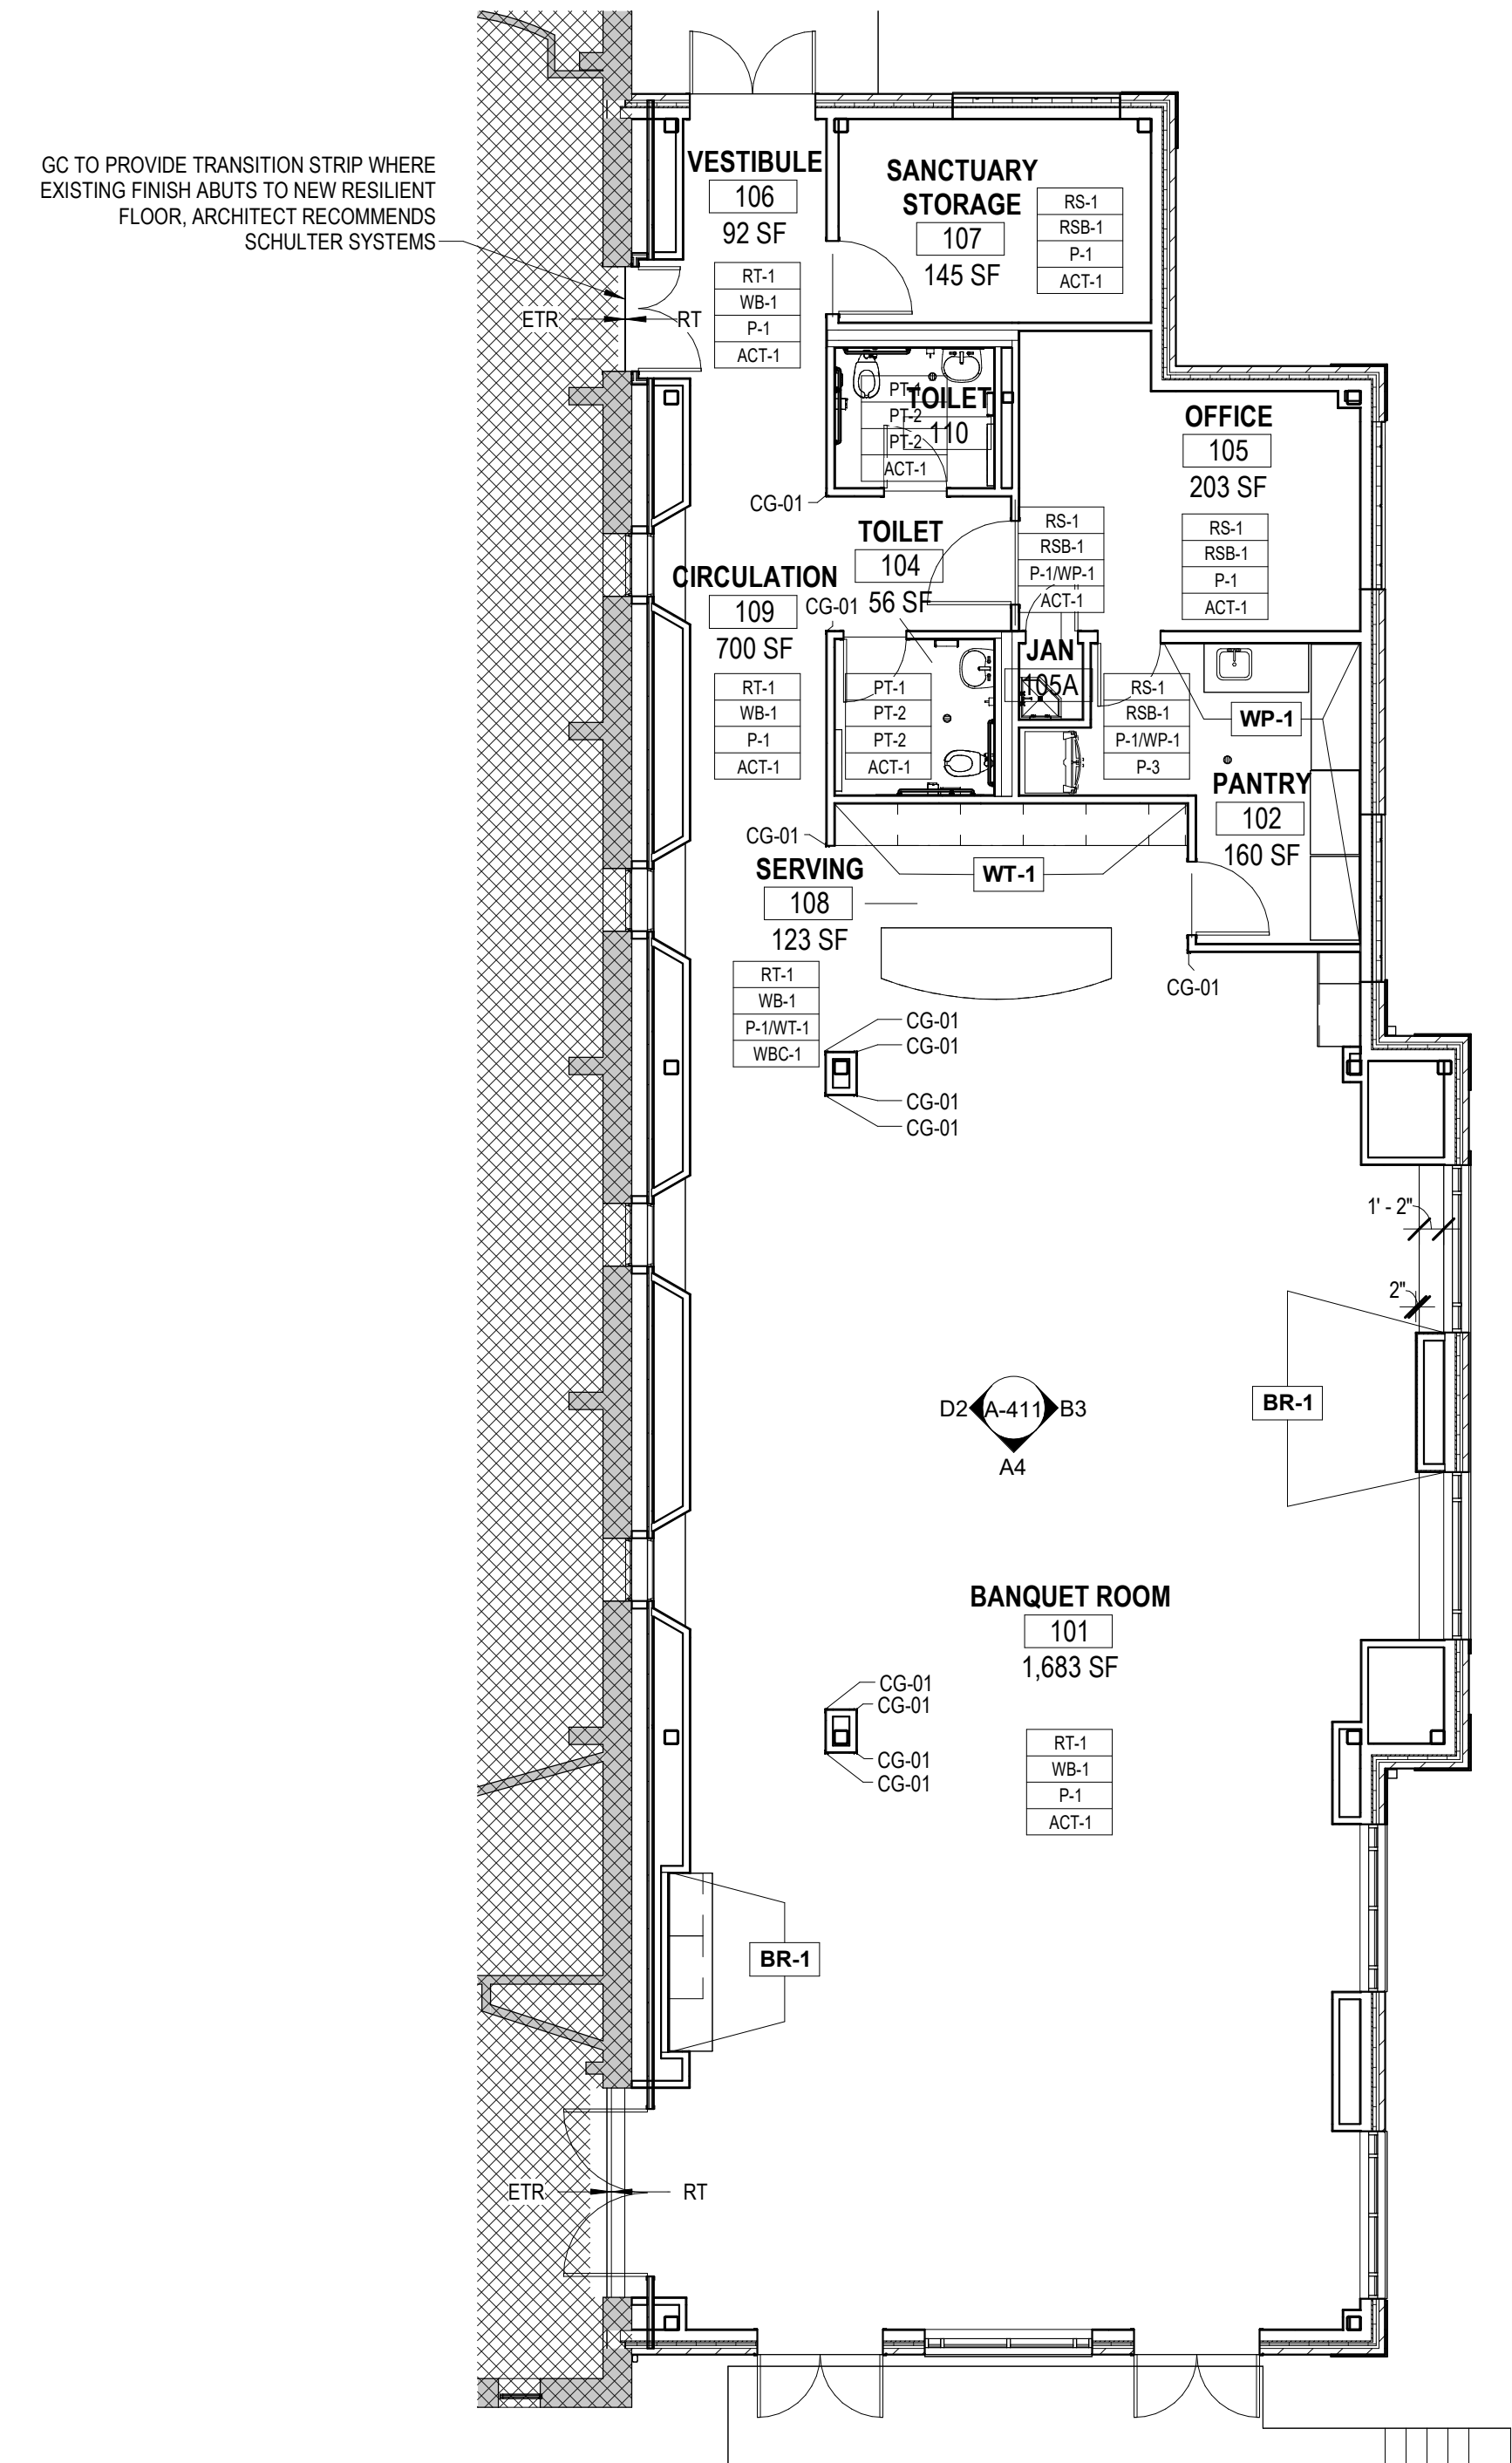 GC TO PROVIDE TRANSITION STRIP WHERE
EXISTING FINISH ABUTS TO NEW RESILIENT
FLOOR, ARCHITECT RECOMMENDS
SCHULTER SYSTEMS
ETR
RT
VESTIBULE
106
92 SF
RT-1
WB-1
P-1
ACT-1
SANCTUARY
STORAGE
107
145 SF
RS-1
RSB-1
P-1
ACT-1
TOILET
110
PT-1
PT-2
PT-2
ACT-1
CG-01
OFFICE
105
203 SF
RS-1
RSB-1
P-1
ACT-1
TOILET
104
56 SF
PT-1
PT-2
PT-2
ACT-1
CG-01
RS-1
RSB-1
P-1/WP-1
ACT-1
JAN
105A
CIRCULATION
109
700 SF
RT-1
WB-1
P-1
ACT-1
RS-1
RSB-1
P-1/WP-1
P-3
WP-1
PANTRY
102
160 SF
CG-01
WT-1
SERVING
108
123 SF
RT-1
WB-1
P-1/WT-1
WBC-1
CG-01
CG-01
CG-01
CG-01
CG-01
1' - 2"
2"
BR-1
D2
A-411
B3
A4
BANQUET ROOM
101
1,683 SF
RT-1
WB-1
P-1
ACT-1
CG-01
CG-01
CG-01
CG-01
BR-1
ETR
RT